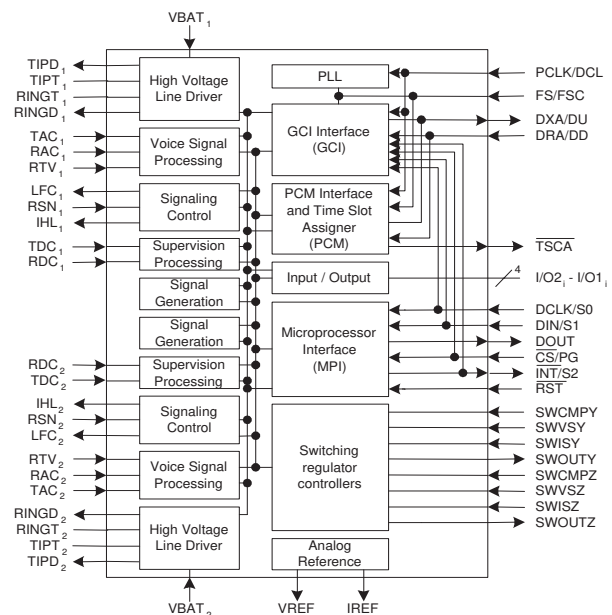 VBAT1
TIPD1
TIPT1
RINGT1
RINGD1
TAC1
RAC1
RTV1
LFC1
RSN1
IHL1
TDC1
RDC1
RDC2
TDC2
IHL2
RSN2
LFC2
RTV2
RAC2
TAC2
RINGD2
RINGT2
TIPT2
TIPD2
VBAT2
High Voltage
Line Driver
Voice Signal
Processing
Signaling
Control
Supervision
Processing
Signal
Generation
Signal
Generation
Supervision
Processing
Signaling
Control
Voice Signal
Processing
High Voltage
Line Driver
PLL
GCI Interface
(GCI)
PCM Interface
and Time Slot
Assigner
(PCM)
Input / Output
Microprocessor
Interface
(MPI)
Switching
regulator
controllers
Analog
Reference
VREF
IREF
PCLK/DCL
FS/FSC
DXA/DU
DRA/DD
TSCA
4
I/O2i - I/O1i
DCLK/S0
DIN/S1
DOUT
CS/PG
INT/S2
RST
SWCMPY
SWVSY
SWISY
SWOUTY
SWCMPZ
SWVSZ
SWISZ
SWOUTZ